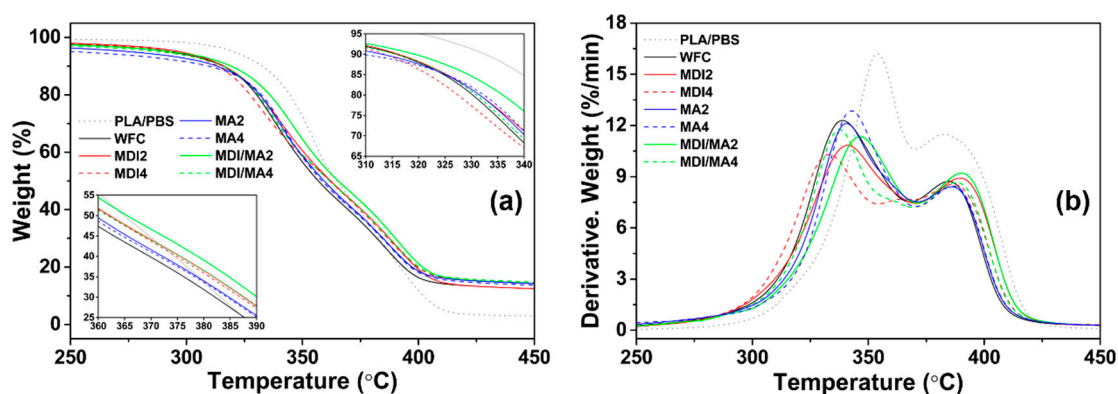 (a)
Weight (%)
100
80
60
40
20
0
250 300 350 400 450
Temperature (°C)
PLA/PBS
WFC
MDI2
MDI4
MA2
MA4
MDI/MA2
MDI/MA4
95
90
85
80
75
70
65
310 315 320 325 330 335 340
55
50
45
40
35
30
25
360 365 370 375 380 385 390
(b)
Derivative. Weight (%/min)
18
15
12
9
6
3
0
250 300 350 400 450
Temperature (°C)
PLA/PBS
WFC
MDI2
MDI4
MA2
MA4
MDI/MA2
MDI/MA4